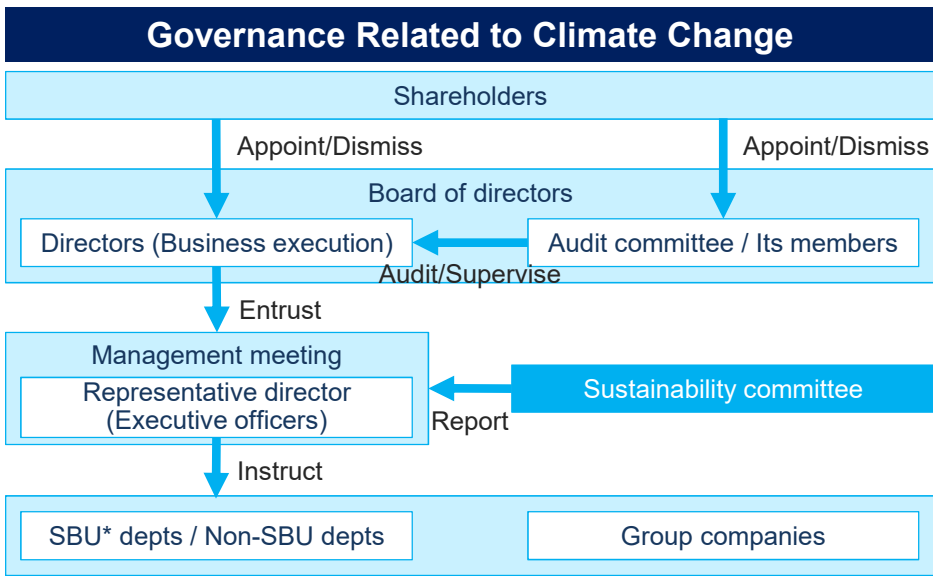 Governance Related to Climate Change
Shareholders
Appoint/Dismiss
Appoint/Dismiss
Board of directors
Directors (Business execution)
Audit committee / Its members
Audit/Supervise
Entrust
Management meeting
Representative director
(Executive officers)
Sustainability committee
Report
Instruct
SBU* depts / Non-SBU depts
Group companies